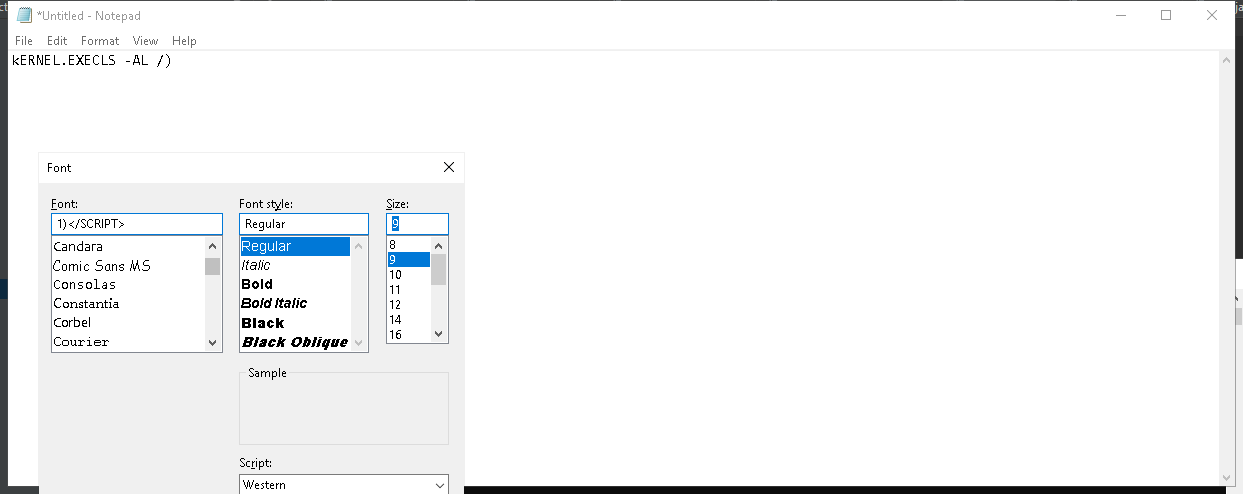 *Untitled - Notepad
File Edit Format View Help
kERNEL.EXECLS -AL /)
Font
Font: Font style: Size:
1)</SCRIPT> Regular 9
Candara Regular 8
Comic Sans MS Italic 9
Consolas Bold 10
Constantia Bold Italic 11
Corbel Black 12
Courier Black Oblique 14
16
Sample
Script:
Western